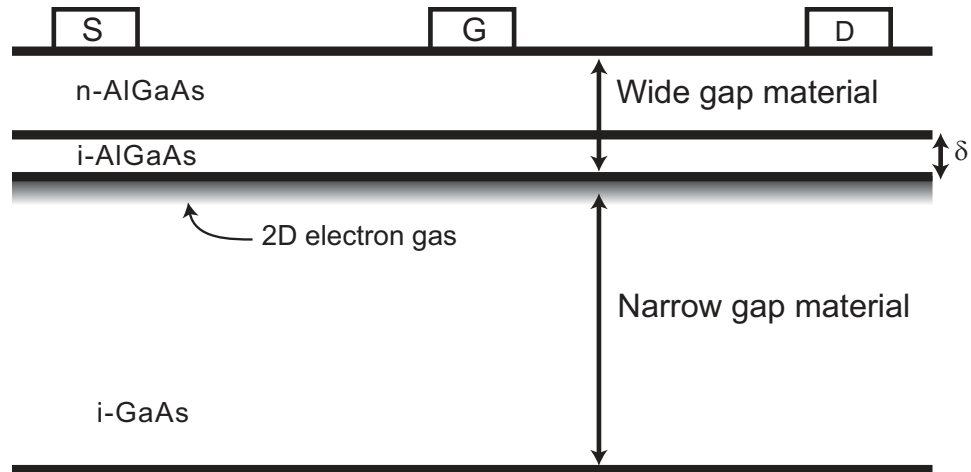 S
G
D
n-AlGaAs
Wide gap material
i-AlGaAs
δ
2D electron gas
Narrow gap material
i-GaAs